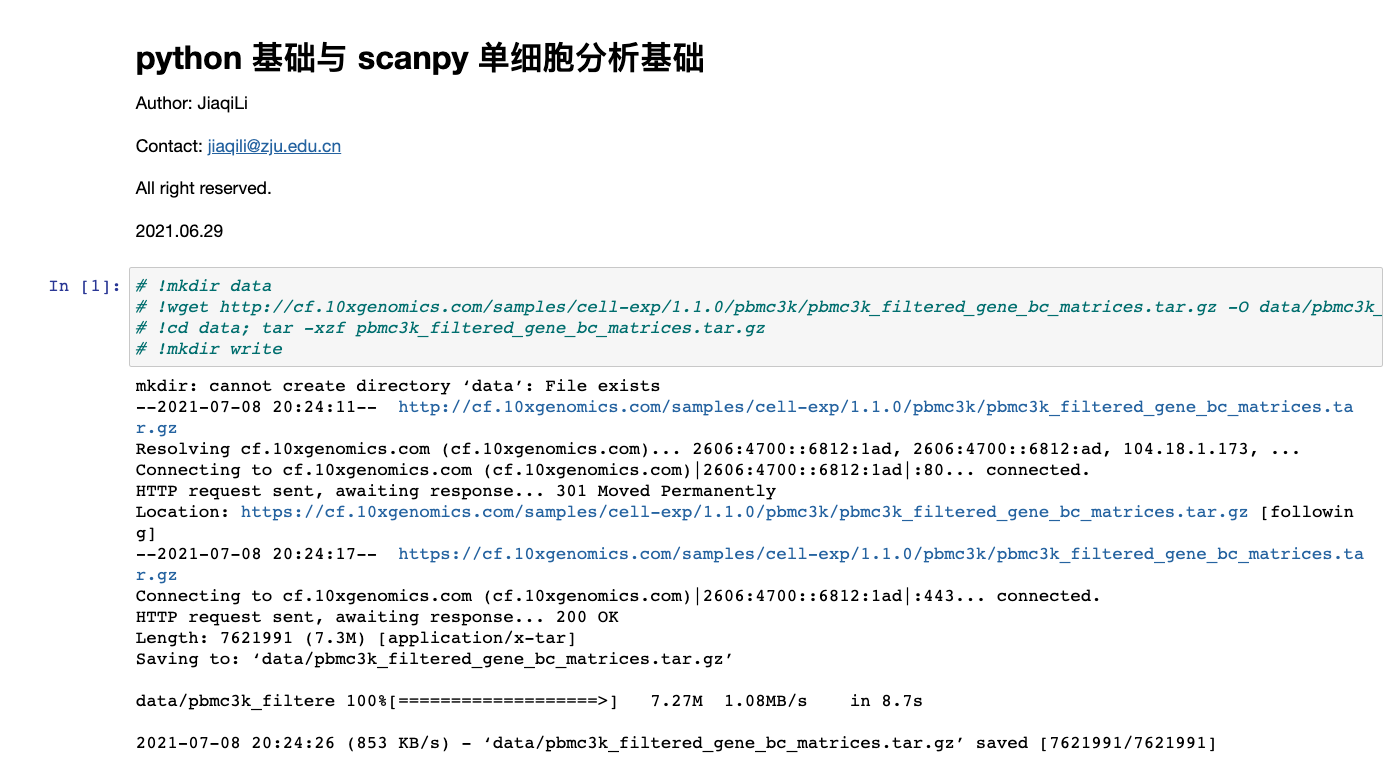 python 基础与 scanpy 单细胞分析基础
Author: JiaqiLi
Contact: jiaqili@zju.edu.cn
All right reserved.
2021.06.29
In [1]:
# !mkdir data
# !wget http://cf.10xgenomics.com/samples/cell-exp/1.1.0/pbmc3k/pbmc3k_filtered_gene_bc_matrices.tar.gz -O data/pbmc3k_
# !cd data; tar -xzf pbmc3k_filtered_gene_bc_matrices.tar.gz
# !mkdir write
mkdir: cannot create directory ‘data’: File exists
--2021-07-08 20:24:11--  http://cf.10xgenomics.com/samples/cell-exp/1.1.0/pbmc3k/pbmc3k_filtered_gene_bc_matrices.ta
r.gz
Resolving cf.10xgenomics.com (cf.10xgenomics.com)... 2606:4700::6812:1ad, 2606:4700::6812:ad, 104.18.1.173, ...
Connecting to cf.10xgenomics.com (cf.10xgenomics.com)|2606:4700::6812:1ad|:80... connected.
HTTP request sent, awaiting response... 301 Moved Permanently
Location: https://cf.10xgenomics.com/samples/cell-exp/1.1.0/pbmc3k/pbmc3k_filtered_gene_bc_matrices.tar.gz [followin
g]
--2021-07-08 20:24:17--  https://cf.10xgenomics.com/samples/cell-exp/1.1.0/pbmc3k/pbmc3k_filtered_gene_bc_matrices.ta
r.gz
Connecting to cf.10xgenomics.com (cf.10xgenomics.com)|2606:4700::6812:1ad|:443... connected.
HTTP request sent, awaiting response... 200 OK
Length: 7621991 (7.3M) [application/x-tar]
Saving to: ‘data/pbmc3k_filtered_gene_bc_matrices.tar.gz’
data/pbmc3k_filtere 100%[===================>]   7.27M  1.08MB/s    in 8.7s
2021-07-08 20:24:26 (853 KB/s) - ‘data/pbmc3k_filtered_gene_bc_matrices.tar.gz’ saved [7621991/7621991]